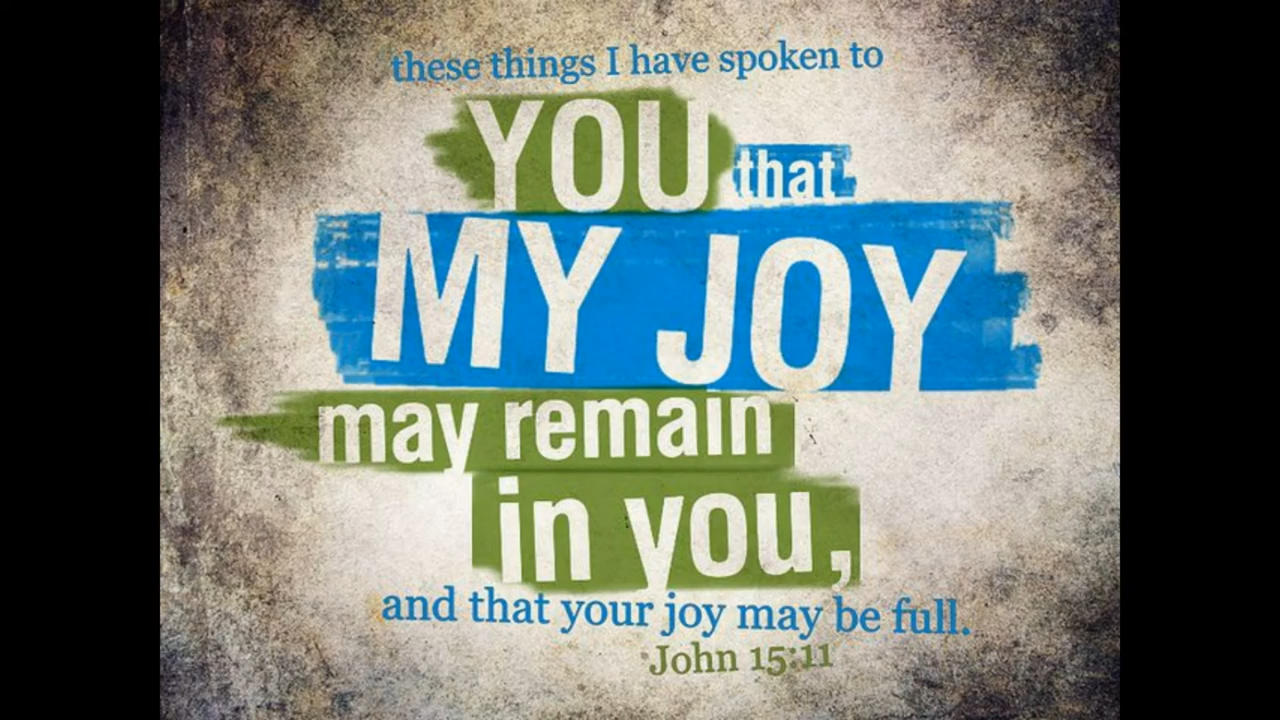 these things I have spoken to
YOU that
MY JOY
may remain
in you,
and that your joy may be full.
John 15:11